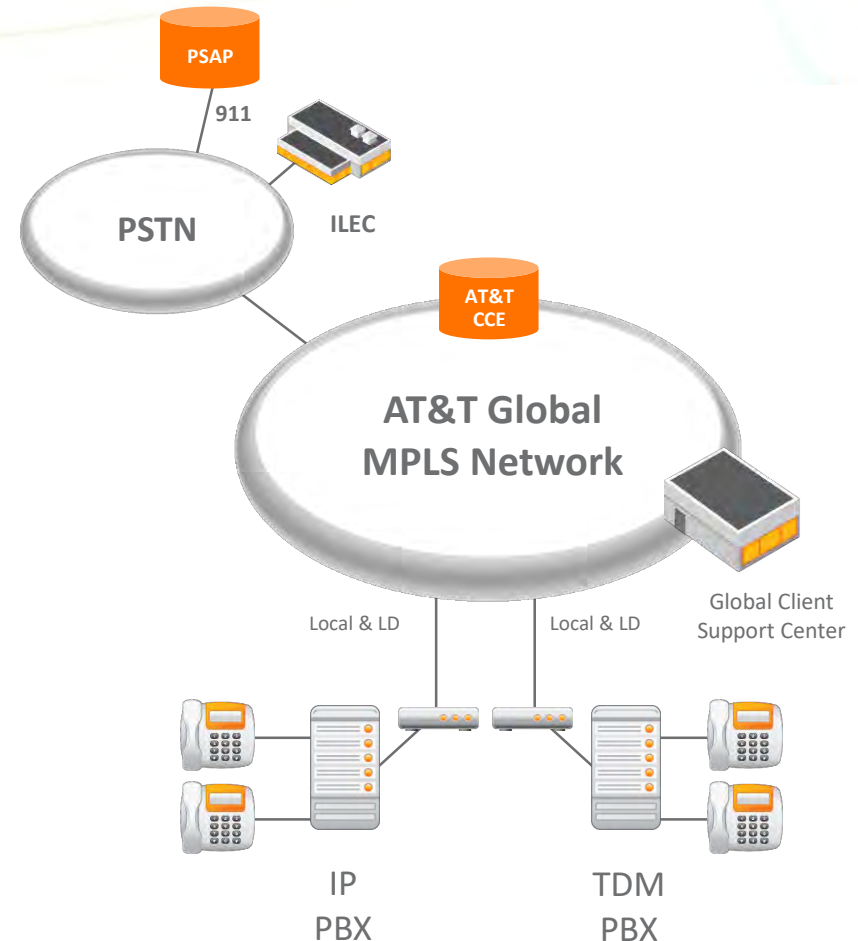 PSAP
911
PSTN
ILEC
AT&T
CCE
AT&T Global
MPLS Network
Global Client
Support Center
Local & LD
Local & LD
IP
PBX
TDM
PBX